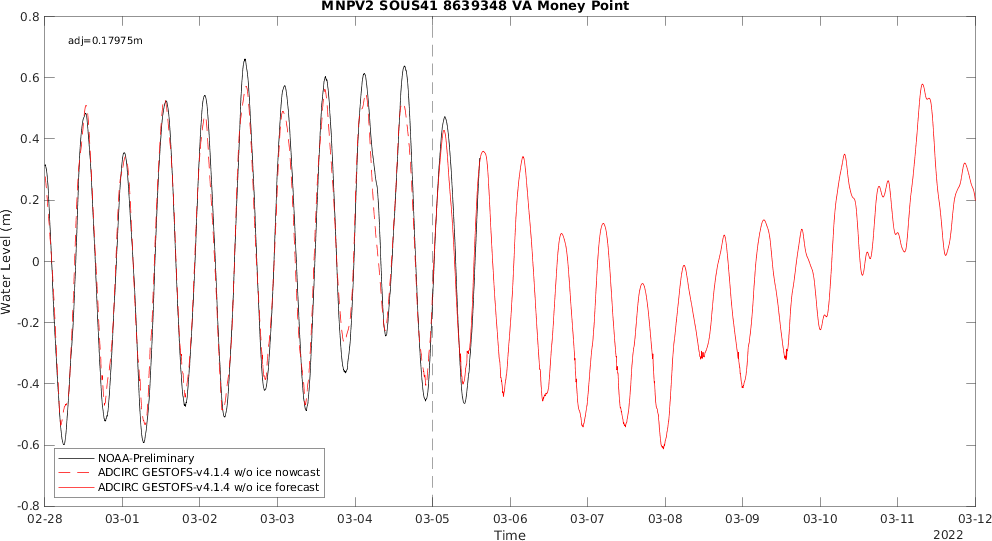 MNPV2 SOUS41 8639348 VA Money Point
adj=0.17975m
Water Level (m)
0.8
0.6
0.4
0.2
0
-0.2
-0.4
-0.6
-0.8
NOAA-Preliminary
ADCIRC GESTOFS-v4.1.4 w/o ice nowcast
ADCIRC GESTOFS-v4.1.4 w/o ice forecast
02-28 03-01 03-02 03-03 03-04 03-05 03-06 03-07 03-08 03-09 03-10 03-11 03-12
Time
2022